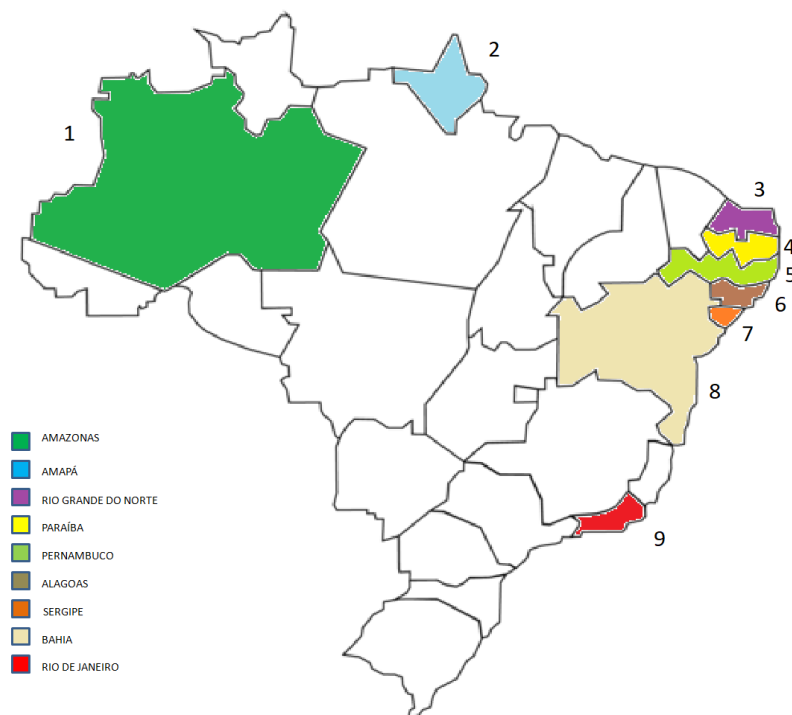 1
2
3
4
5
6
7
8
9
AMAZONAS
AMAPÁ
RIO GRANDE DO NORTE
PARAÍBA
PERNAMBUCO
ALAGOAS
SERGIPE
BAHIA
RIO DE JANEIRO